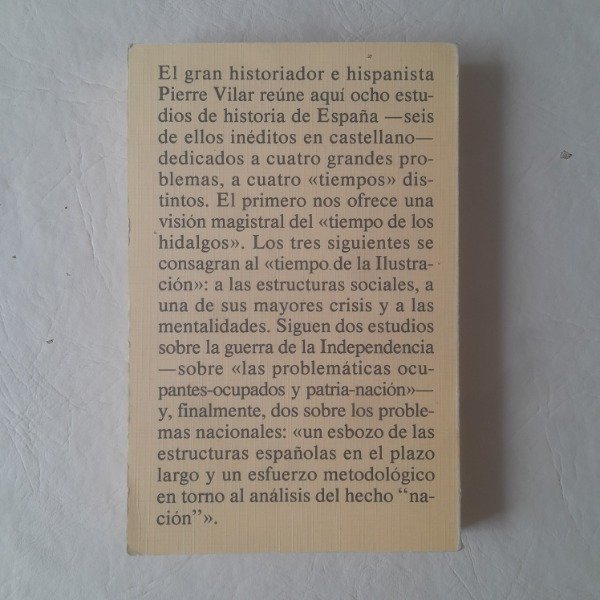 El gran historiador e hispanista
Pierre Vilar reúne aquí ocho estu-
dios de historia de España —seis
de ellos inéditos en castellano—
dedicados a cuatro grandes pro-
blemas, a cuatro «tiempos» dis-
tintos. El primero nos ofrece una
visión magistral del «tiempo de los
hidalgos». Los tres siguientes se
consagran al «tiempo de la Ilustra-
ción»: a las estructuras sociales, a
una de sus mayores crisis y a las
mentalidades. Siguen dos estudios
sobre la guerra de la Independencia
—sobre «las problemáticas ocu-
pantes-ocupados y patria-nación»—
y, finalmente, dos sobre los proble-
mas nacionales: «un esbozo de las
estructuras españolas en el plazo
largo y un esfuerzo metodológico
en torno al análisis del hecho “na-
ción”».